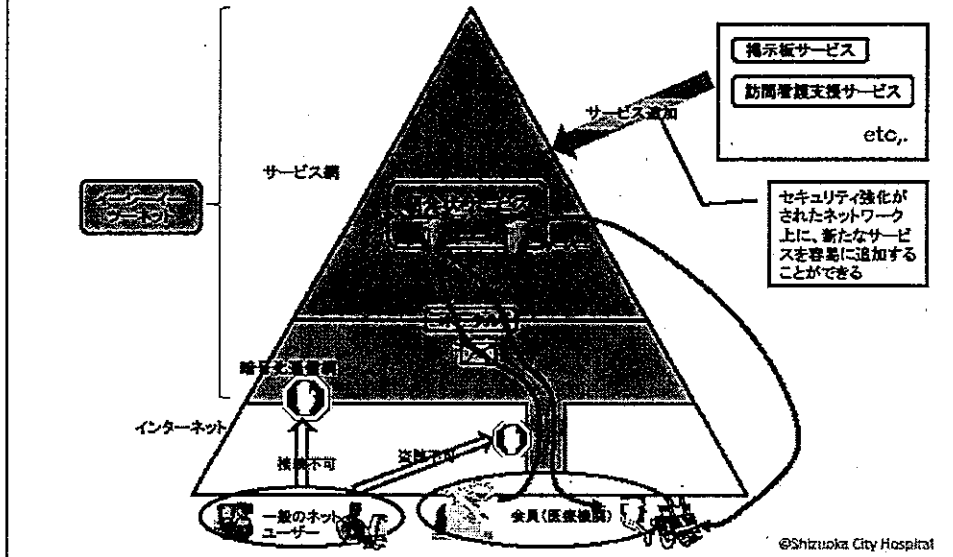 掲示板サービス
訪問看護支援サービス
etc,.
サービス追加
サービス網
セキュリティ強化が
されたネットワーク
上に、新たなサービ
スを容易に追加する
ことができる
インターネット
接続不可
盗聴不可
一般のネット
ユーザー
会員(医療機関)
©Shizuoka City Hospital